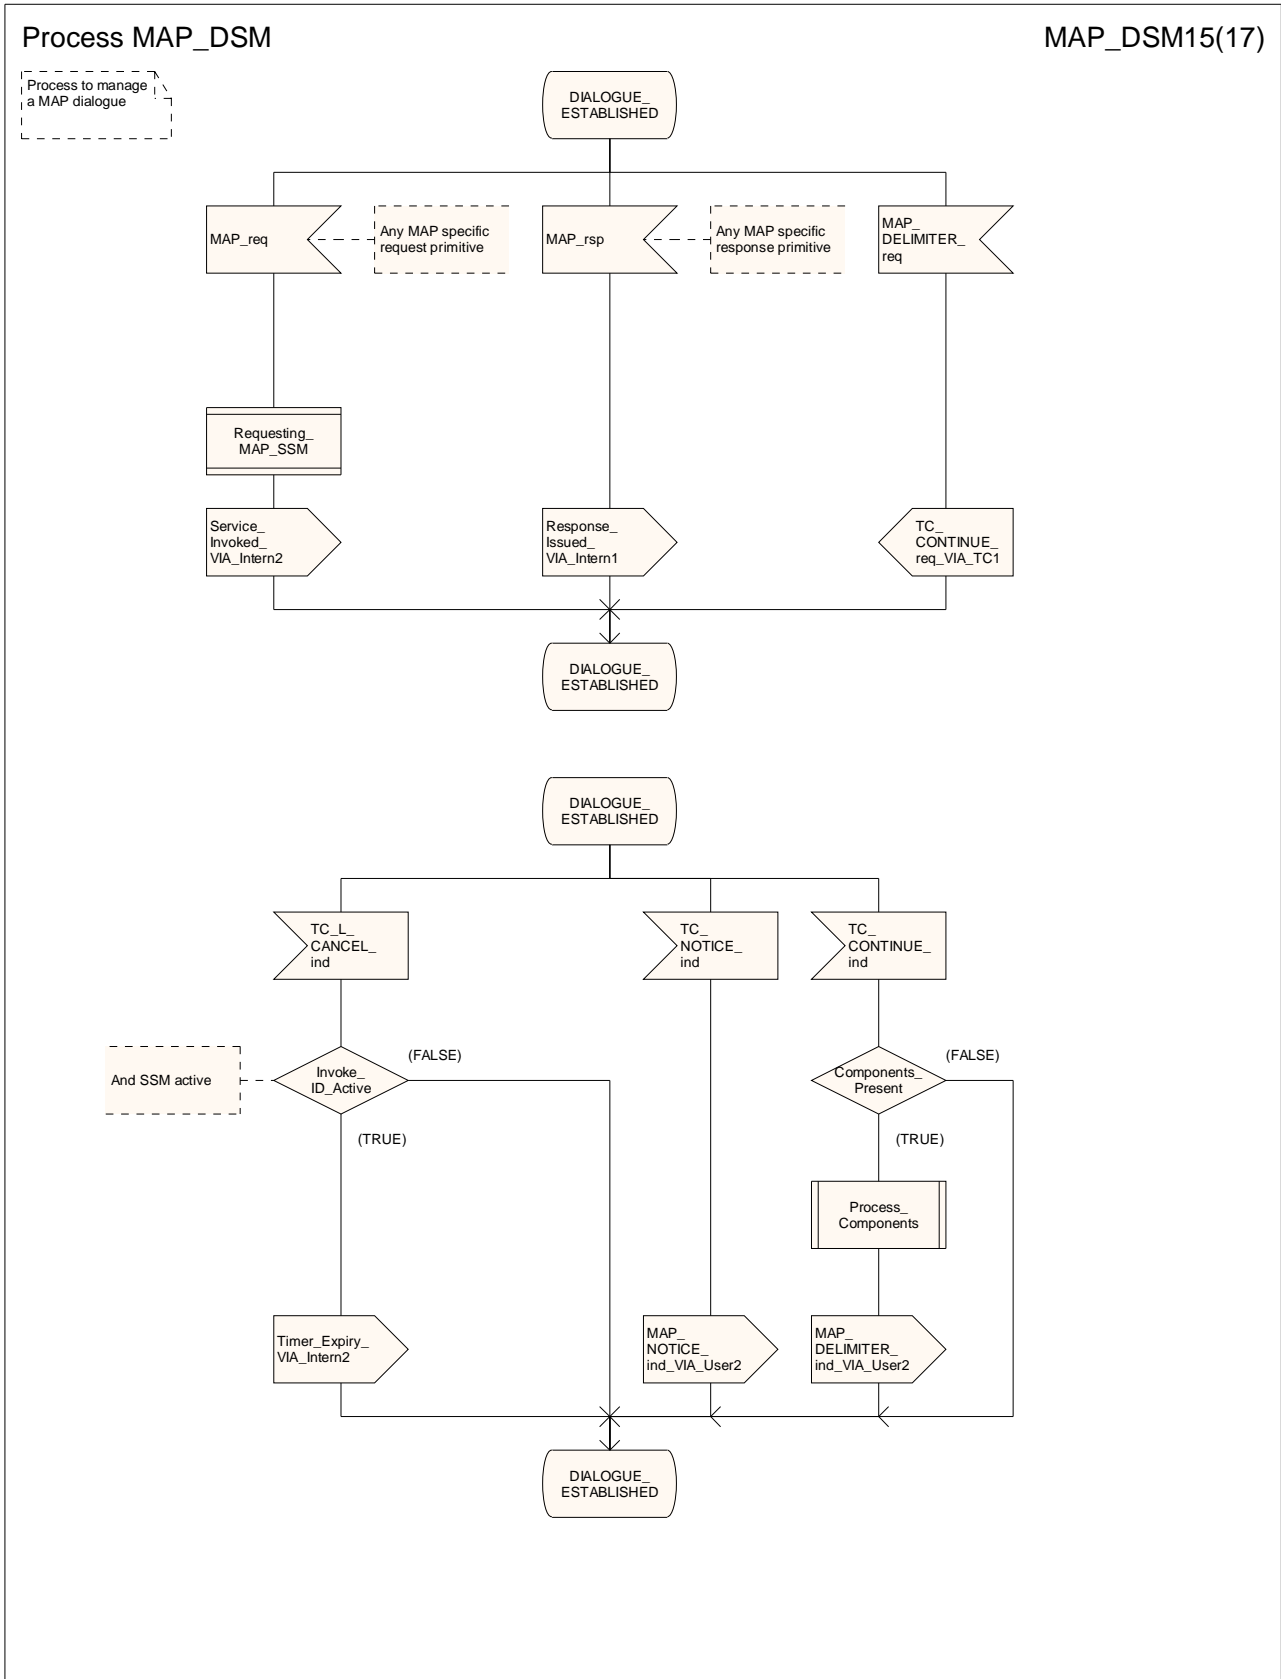 Process MAP_DSM
MAP_DSM15(17)
Process to manage
a MAP dialogue
DIALOGUE_
ESTABLISHED
MAP_req
Any MAP specific
request primitive
MAP_rsp
Any MAP specific
response primitive
MAP_
DELIMITER_
req
Requesting_
MAP_SSM
Service_
Invoked_
VIA_Intern2
Response_
Issued_
VIA_Intern1
TC_
CONTINUE_
req_VIA_TC1
DIALOGUE_
ESTABLISHED
DIALOGUE_
ESTABLISHED
TC_L_
CANCEL_
ind
TC_
NOTICE_
ind
TC_
CONTINUE_
ind
And SSM active
Invoke_
ID_Active
(FALSE)
(TRUE)
Components_
Present
(FALSE)
(TRUE)
Process_
Components
Timer_Expiry_
VIA_Intern2
MAP_
NOTICE_
ind_VIA_User2
MAP_
DELIMITER_
ind_VIA_User2
DIALOGUE_
ESTABLISHED